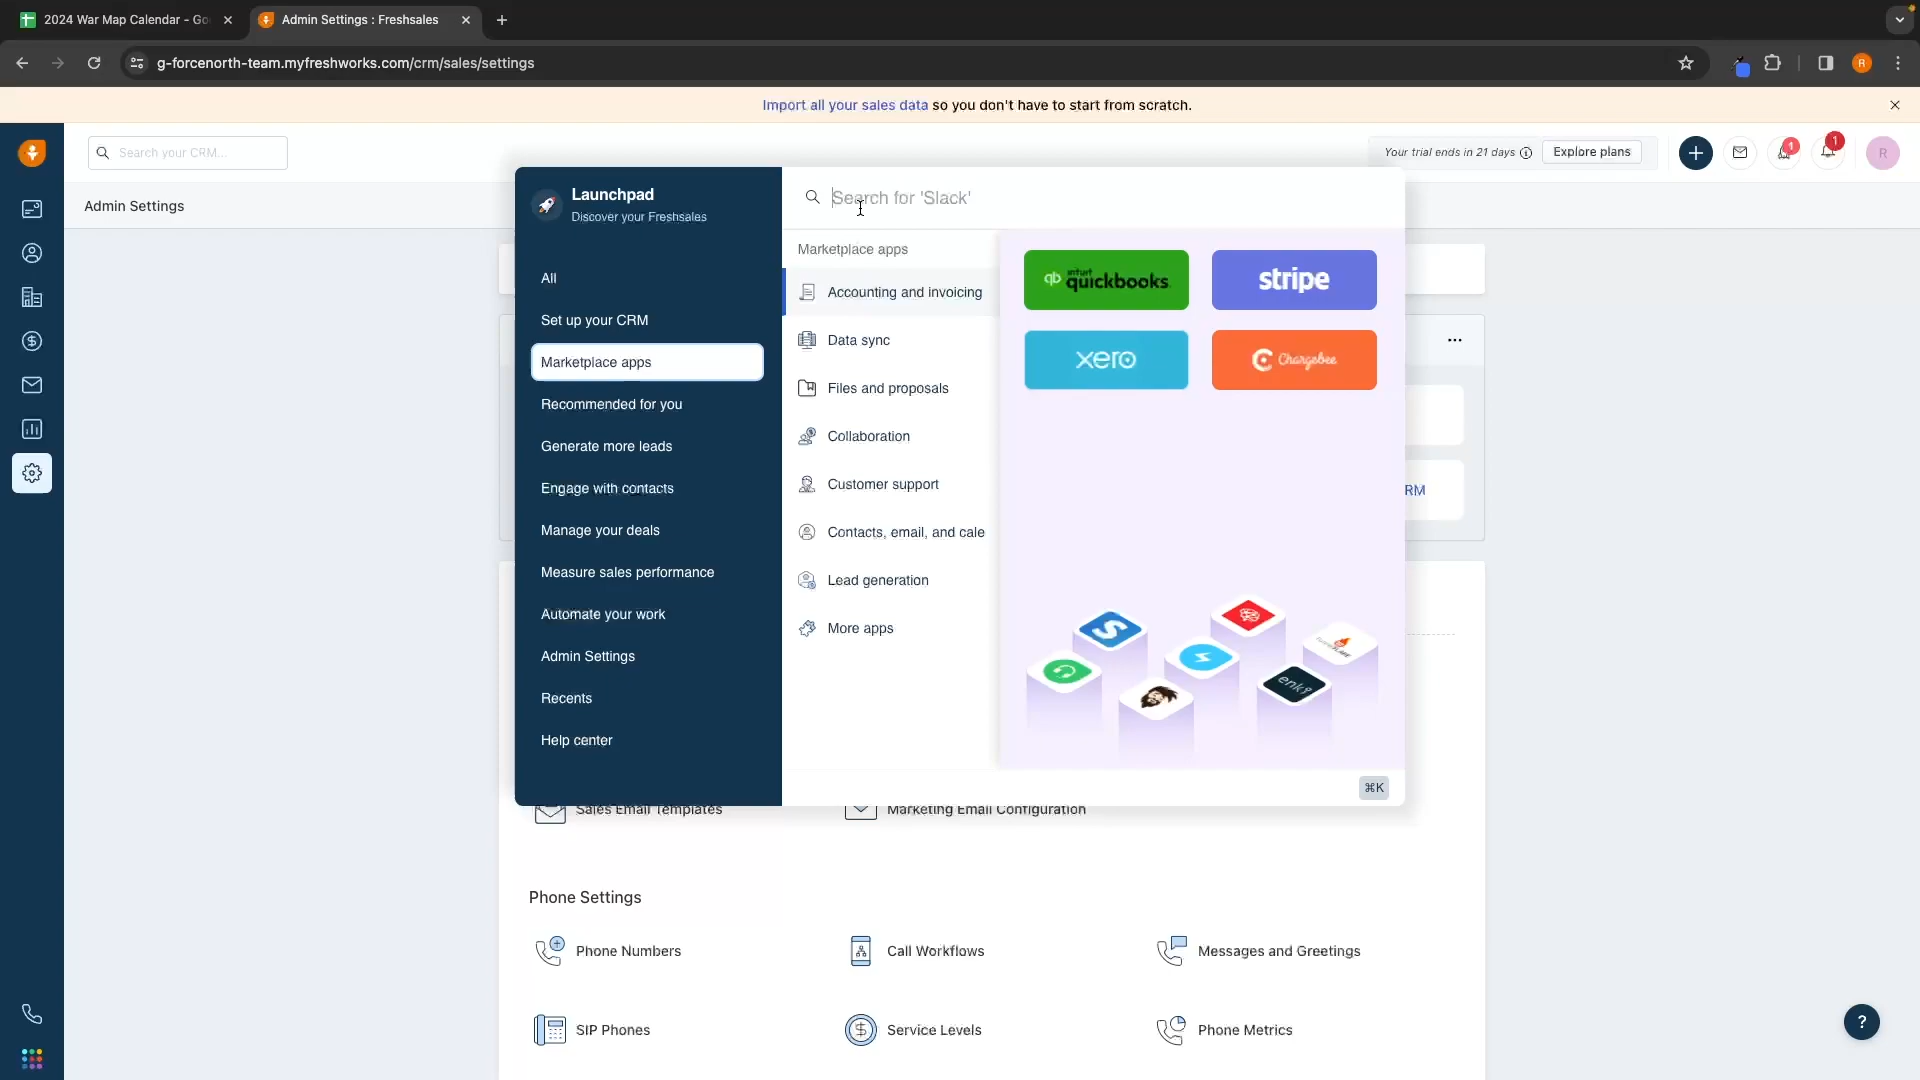 2024 War Map Calendar - Go
Admin Settings : Freshsales
g-forcenorth-team.myfreshworks.com/crm/sales/settings
R
Import all your sales data so you don't have to start from scratch.
Search your CRM...
Your trial ends in 21 days
Explore plans
1
1
R
Admin Settings
Launchpad
Discover your Freshsales
Search for 'Slack'
All
Set up your CRM
Marketplace apps
Recommended for you
Generate more leads
Engage with contacts
Manage your deals
Measure sales performance
Automate your work
Admin Settings
Recents
Help center
Marketplace apps
Accounting and invoicing
Data sync
Files and proposals
Collaboration
Customer support
Contacts, email, and cale
Lead generation
More apps
qb intuit quickbooks.
stripe
xero
Chargebee
enki
⌘K
RM
Sales Email Templates
Marketing Email Configuration
Phone Settings
Phone Numbers
Call Workflows
Messages and Greetings
SIP Phones
Service Levels
Phone Metrics
?